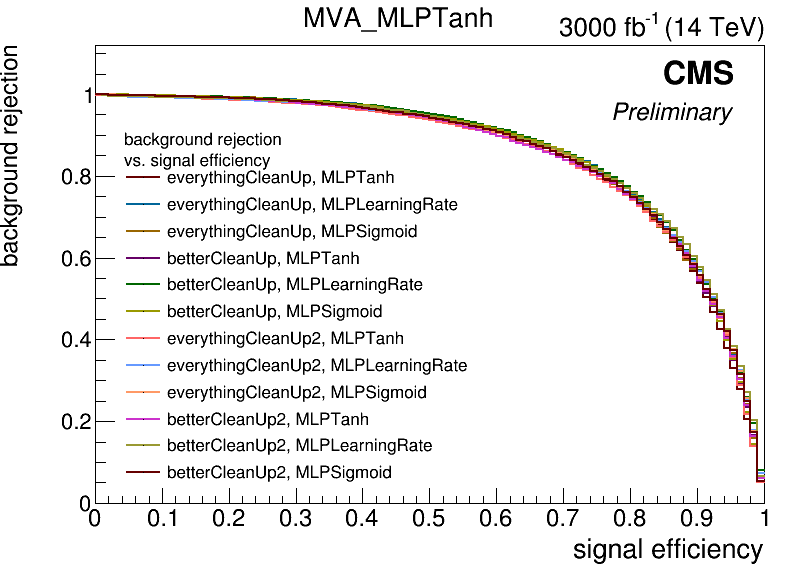 MVA_MLPTanh
3000 fb-1 (14 TeV)
CMS
Preliminary
background rejection
1
0.8
0.6
0.4
0.2
0
background rejection
vs. signal efficiency
everythingCleanUp, MLPTanh
everythingCleanUp, MLPLearningRate
everythingCleanUp, MLPSigmoid
betterCleanUp, MLPTanh
betterCleanUp, MLPLearningRate
betterCleanUp, MLPSigmoid
everythingCleanUp2, MLPTanh
everythingCleanUp2, MLPLearningRate
everythingCleanUp2, MLPSigmoid
betterCleanUp2, MLPTanh
betterCleanUp2, MLPLearningRate
betterCleanUp2, MLPSigmoid
0 0.1 0.2 0.3 0.4 0.5 0.6 0.7 0.8 0.9 1
signal efficiency